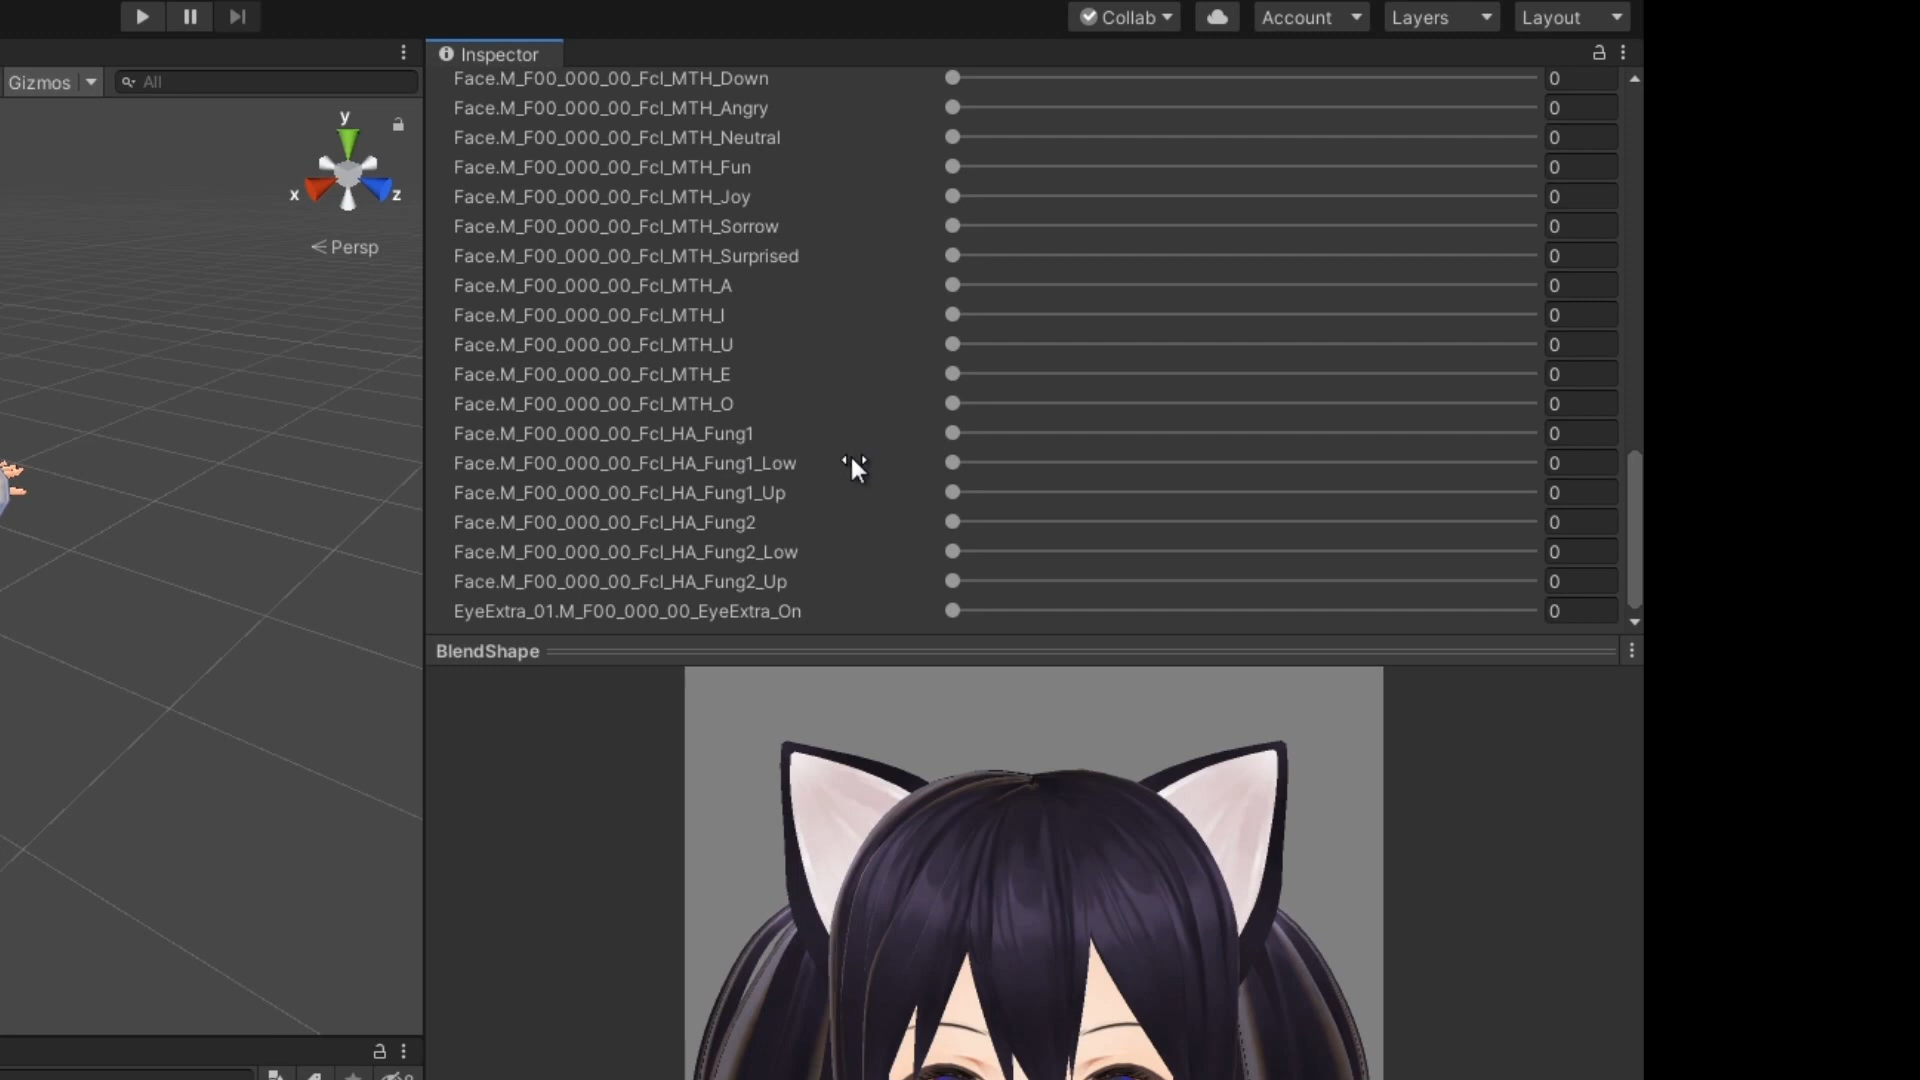 Collab
Account
Layers
Layout
Inspector
Gizmos
All
y
x
z
Persp
Face.M_F00_000_00_Fcl_MTH_Down 0
Face.M_F00_000_00_Fcl_MTH_Angry 0
Face.M_F00_000_00_Fcl_MTH_Neutral 0
Face.M_F00_000_00_Fcl_MTH_Fun 0
Face.M_F00_000_00_Fcl_MTH_Joy 0
Face.M_F00_000_00_Fcl_MTH_Sorrow 0
Face.M_F00_000_00_Fcl_MTH_Surprised 0
Face.M_F00_000_00_Fcl_MTH_A 0
Face.M_F00_000_00_Fcl_MTH_I 0
Face.M_F00_000_00_Fcl_MTH_U 0
Face.M_F00_000_00_Fcl_MTH_E 0
Face.M_F00_000_00_Fcl_MTH_O 0
Face.M_F00_000_00_Fcl_HA_Fung1 0
Face.M_F00_000_00_Fcl_HA_Fung1_Low 0
Face.M_F00_000_00_Fcl_HA_Fung1_Up 0
Face.M_F00_000_00_Fcl_HA_Fung2 0
Face.M_F00_000_00_Fcl_HA_Fung2_Low 0
Face.M_F00_000_00_Fcl_HA_Fung2_Up 0
EyeExtra_01.M_F00_000_00_EyeExtra_On 0
BlendShape